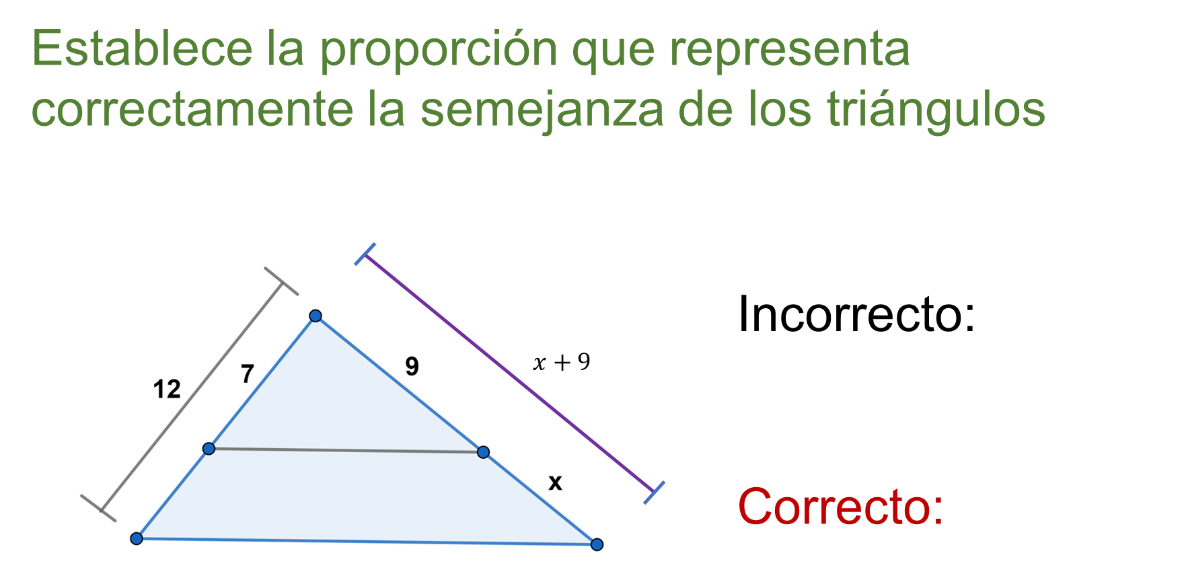 Establece la proporción que representa
correctamente la semejanza de los triángulos
Incorrecto:
x + 9
9
7
12
x
Correcto: